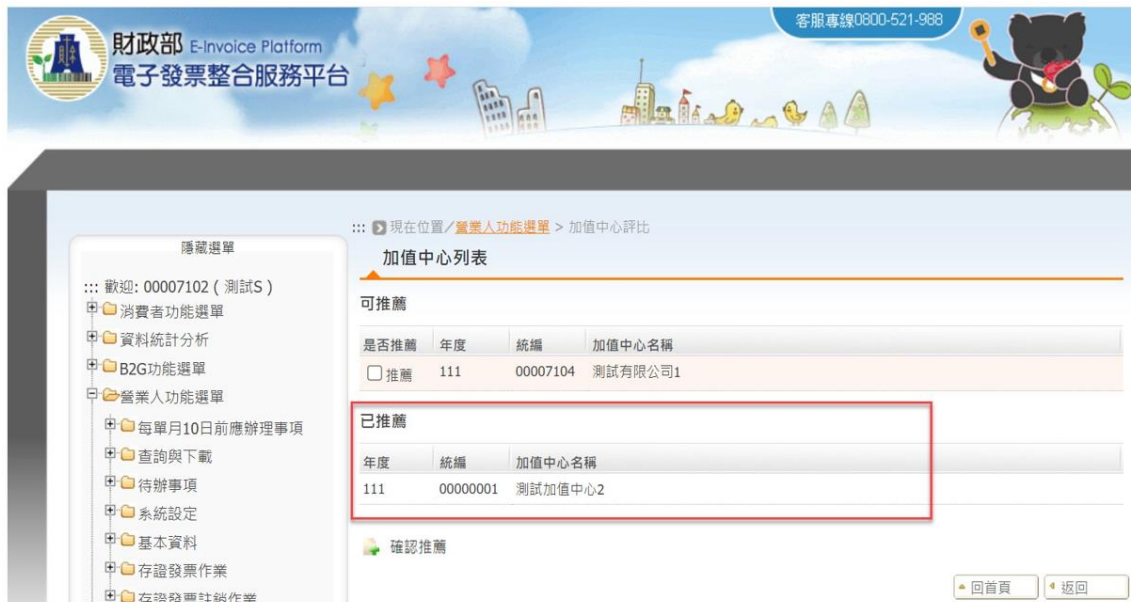 客服專線0800-521-988
財政部 E-Invoice Platform
電子發票整合服務平台
::: 現在位置／營業人功能選單 > 加值中心評比
隱藏選單
::: 歡迎: 00007102 ( 測試S )
消費者功能選單
資料統計分析
B2G功能選單
營業人功能選單
每單月10日前應辦理事項
查詢與下載
待辦事項
系統設定
基本資料
存證發票作業
存證發票註銷作業
加值中心列表
可推薦
是否推薦 年度 統編 加值中心名稱
推薦 111 00007104 測試有限公司1
已推薦
年度 統編 加值中心名稱
111 00000001 測試加值中心2
確認推薦
回首頁 返回